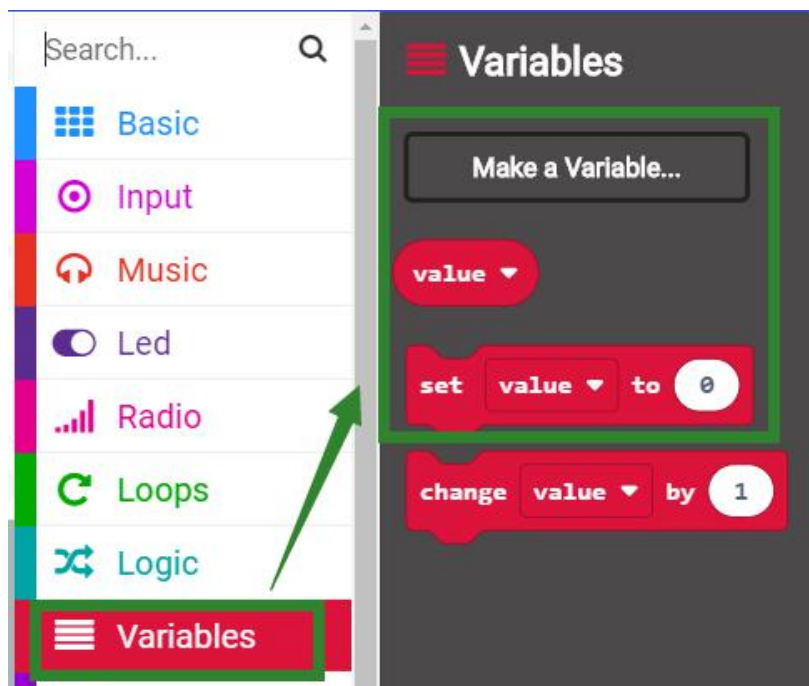 Search...
Basic
Input
Music
Led
Radio
Loops
Logic
Variables
Variables
Make a Variable...
value
set value to 0
change value by 1